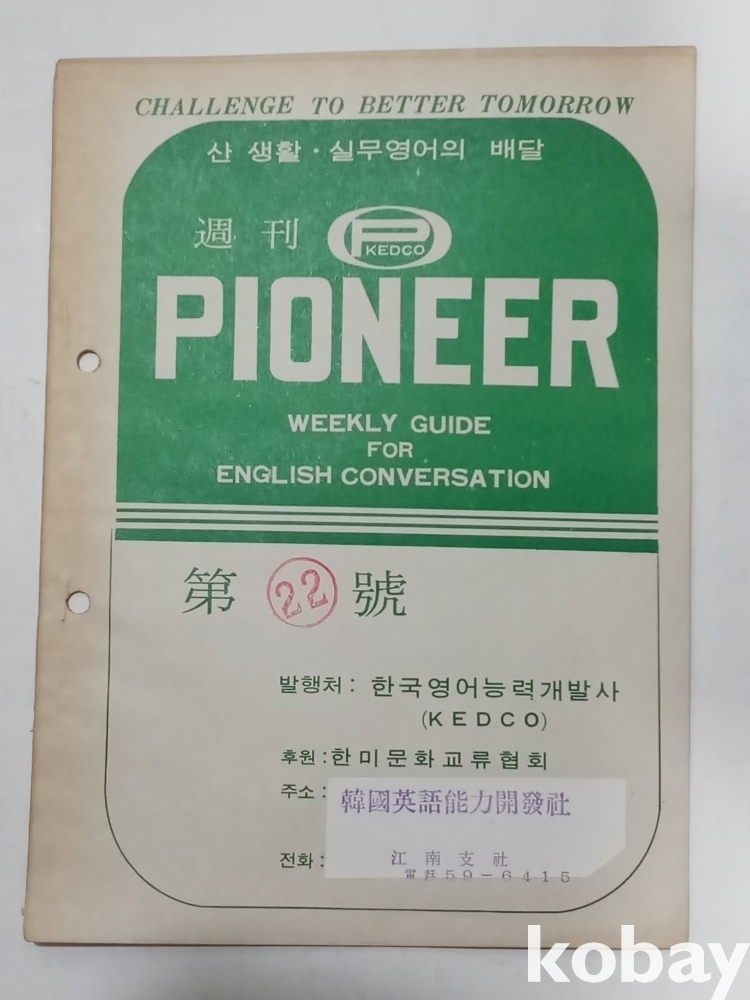 CHALLENGE TO BETTER TOMORROW
산 생활·실무영어의 배달
週刊 P KEDCO
PIONEER
WEEKLY GUIDE
FOR
ENGLISH CONVERSATION
第 22 號
발행처: 한국영어능력개발사
(KEDCO)
후원: 한미문화교류협회
주소: 韓國英語能力開發社
江南支社
전화: 電話 59-6415
kobay